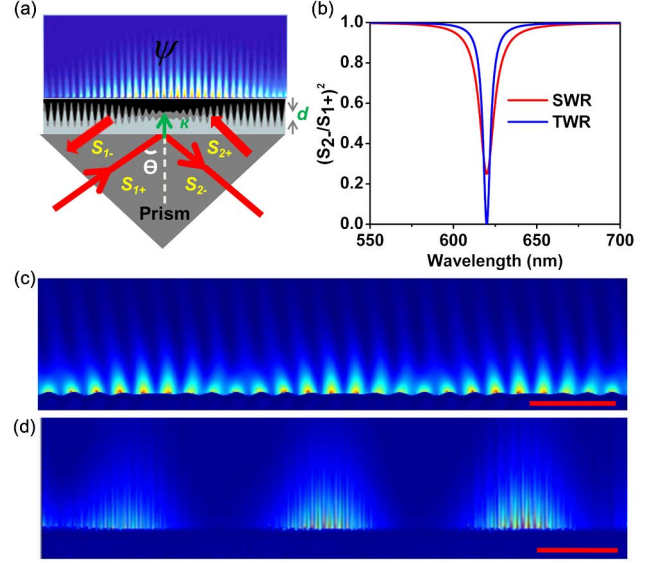 (a)
ψ
d
κ
S1-
S2+
Θ
S1+
S2-
Prism
(b)
(S2-/S1+)²
1.0
0.8
0.6
0.4
0.2
0.0
SWR
TWR
550 600 650 700
Wavelength (nm)
(c)
(d)